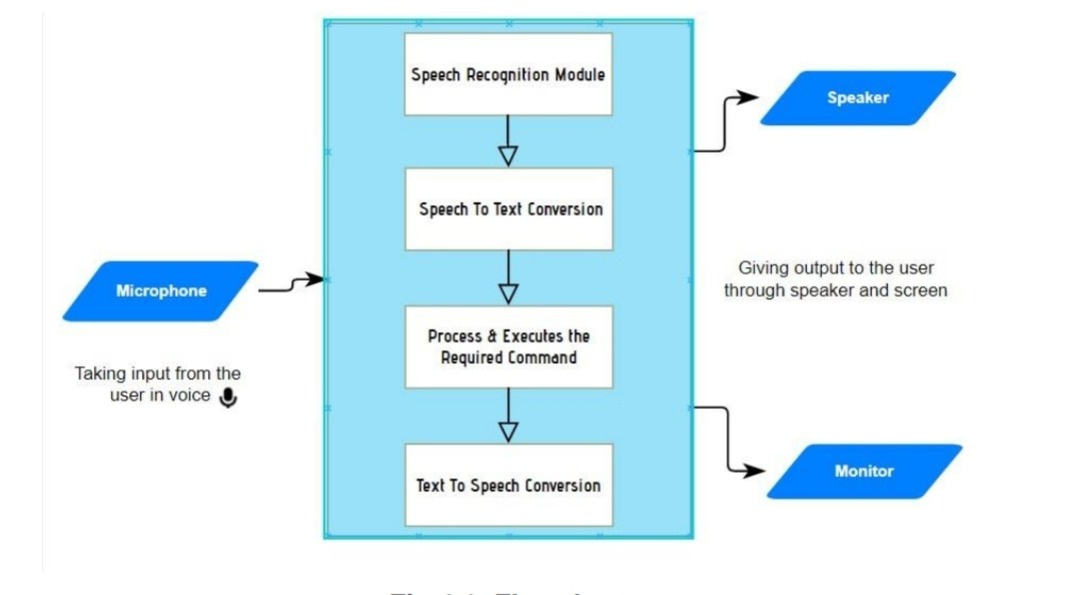 Speech Recognition Module
Speaker
Speech To Text Conversion
Giving output to the user
through speaker and screen
Microphone
Process & Executes the
Required Command
Taking input from the
user in voice
Monitor
Text To Speech Conversion